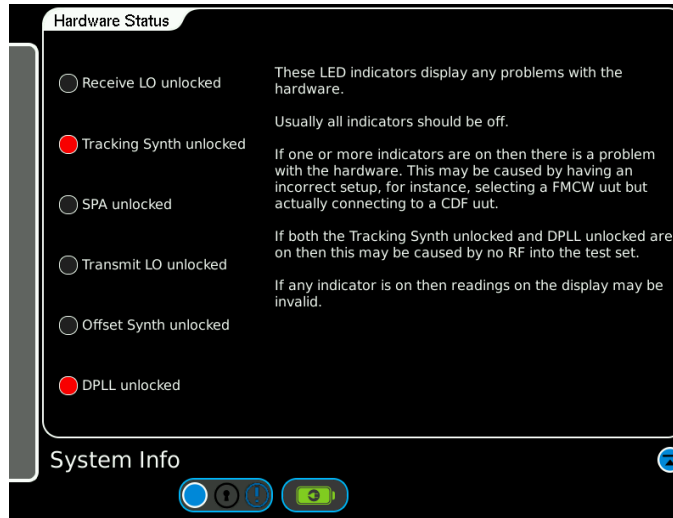 Hardware Status
Receive LO unlocked
Tracking Synth unlocked
SPA unlocked
Transmit LO unlocked
Offset Synth unlocked
DPLL unlocked
These LED indicators display any problems with the
hardware.
Usually all indicators should be off.
If one or more indicators are on then there is a problem
with the hardware. This may be caused by having an
incorrect setup, for instance, selecting a FMCW uut but
actually connecting to a CDF uut.
If both the Tracking Synth unlocked and DPLL unlocked are
on then this may be caused by no RF into the test set.
If any indicator is on then readings on the display may be
invalid.
System Info